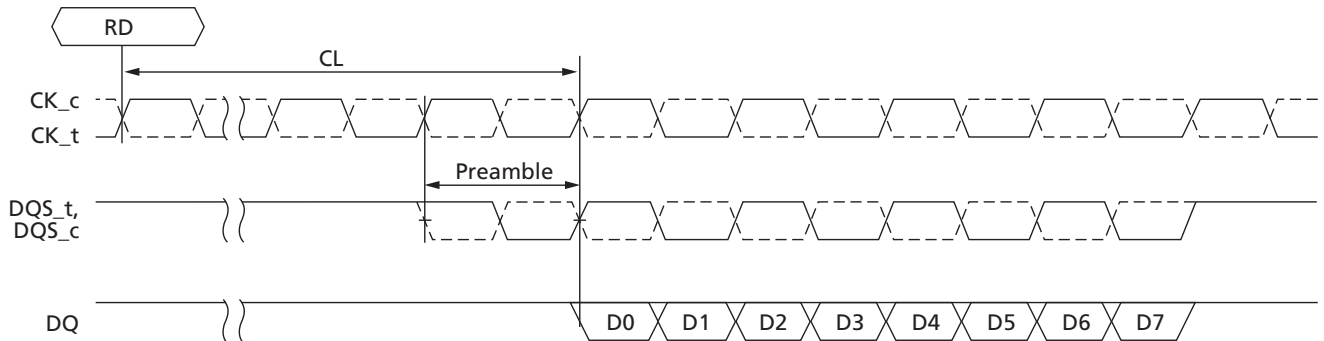 RD
CL
CK_c
CK_t
Preamble
DQS_t,
DQS_c
DQ
D0 D1 D2 D3 D4 D5 D6 D7